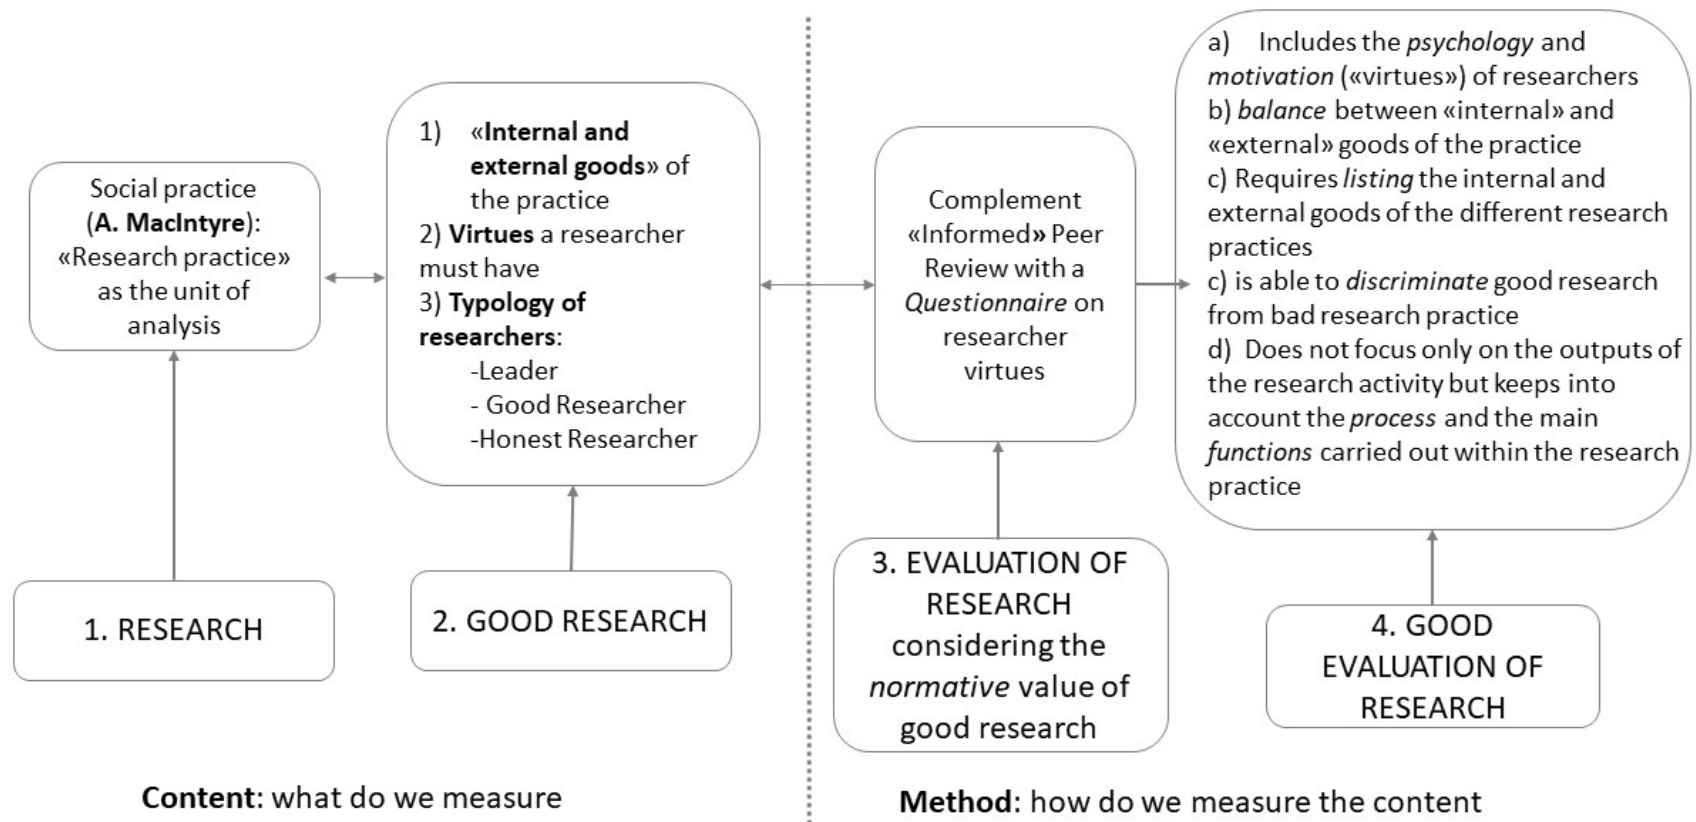 Social practice
(A. MacIntyre):
«Research practice»
as the unit of
analysis
1. RESEARCH
1) «Internal and
external goods» of
the practice
2) Virtues a researcher
must have
3) Typology of
researchers:
-Leader
- Good Researcher
-Honest Researcher
2. GOOD RESEARCH
Content: what do we measure
Complement
«Informed» Peer
Review with a
Questionnaire on
researcher
virtues
3. EVALUATION OF
RESEARCH
considering the
normative value of
good research
a) Includes the psychology and
motivation («virtues») of researchers
b) balance between «internal» and
«external» goods of the practice
c) Requires listing the internal and
external goods of the different research
practices
c) is able to discriminate good research
from bad research practice
d) Does not focus only on the outputs of
the research activity but keeps into
account the process and the main
functions carried out within the research
practice
4. GOOD
EVALUATION OF
RESEARCH
Method: how do we measure the content